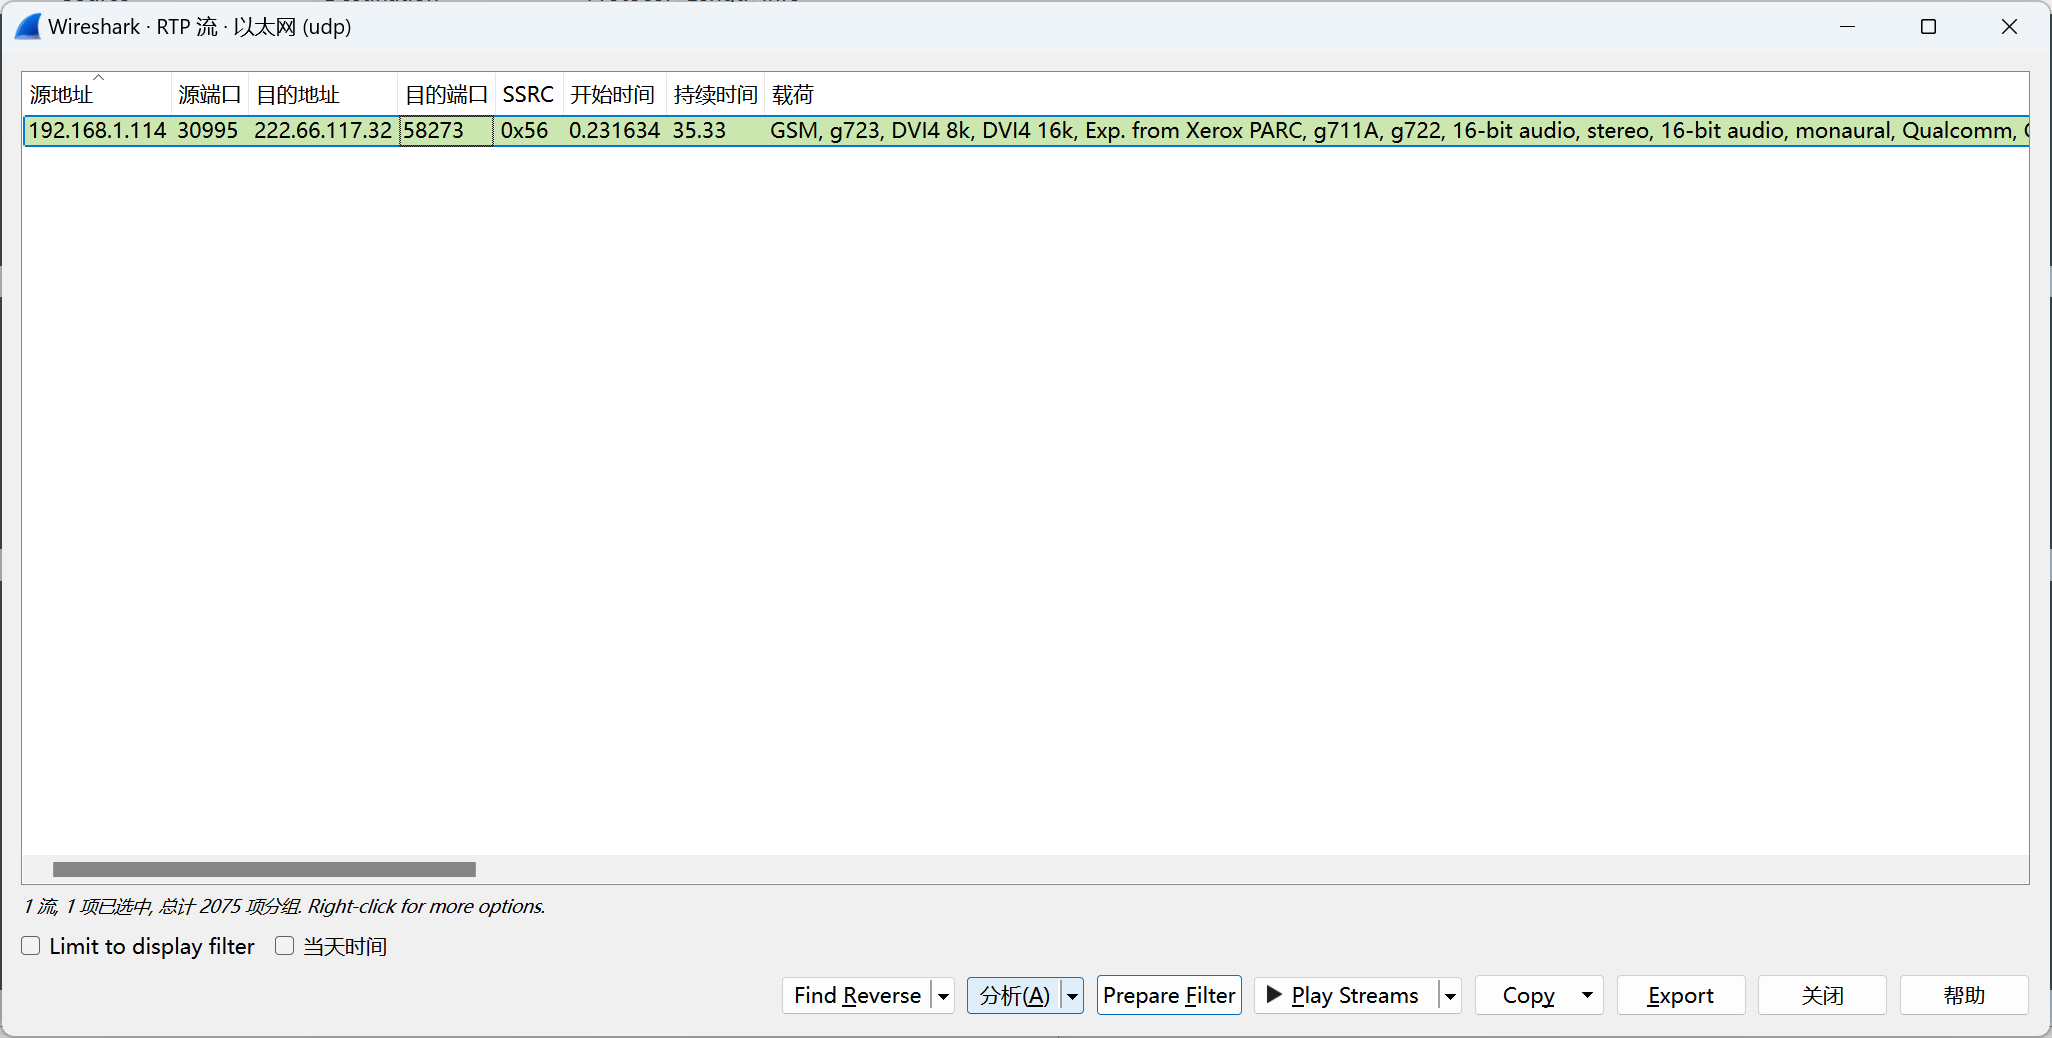 Wireshark · RTP 流 · 以太网 (udp)
源地址 源端口 目的地址 目的端口 SSRC 开始时间 持续时间 载荷
192.168.1.114 30995 222.66.117.32 58273 0x56 0.231634 35.33 GSM, g723, DVI4 8k, DVI4 16k, Exp. from Xerox PARC, g711A, g722, 16-bit audio, stereo, 16-bit audio, monaural, Qualcomm,
1 流, 1 项已选中, 总计 2075 项分组. Right-click for more options.
Limit to display filter 当天时间
Find Reverse 分析(A) Prepare Filter Play Streams Copy Export 关闭 帮助